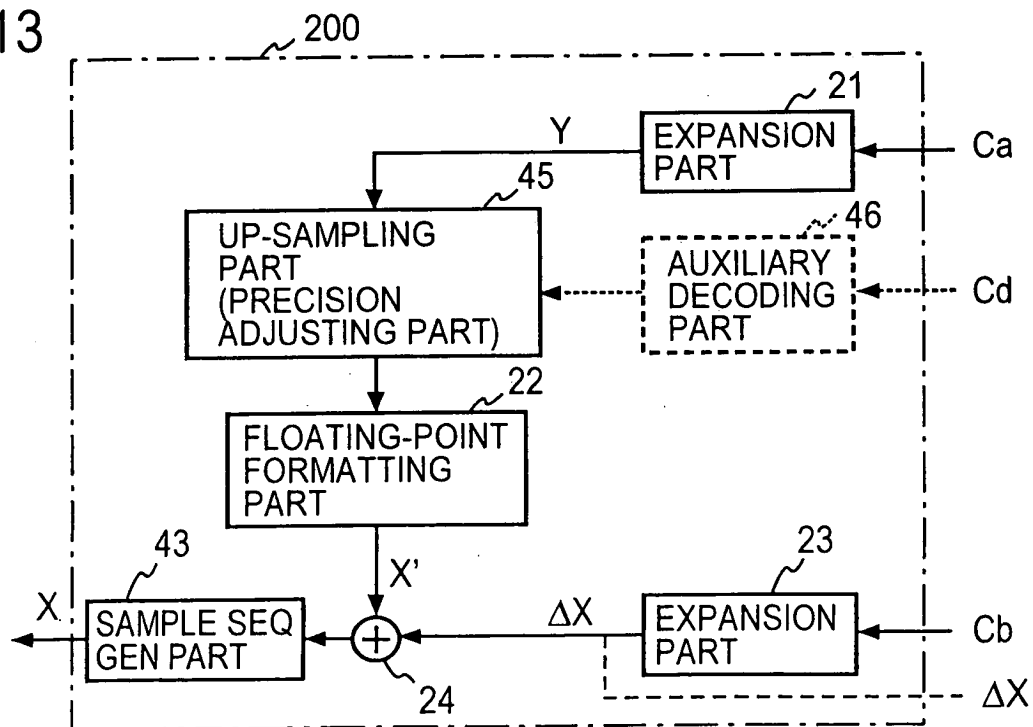 13
200
21
EXPANSION
PART
Ca
Y
45
UP-SAMPLING
PART
(PRECISION
ADJUSTING PART)
46
AUXILIARY
DECODING
PART
Cd
22
FLOATING-POINT
FORMATTING
PART
43
X'
23
X
SAMPLE SEQ
GEN PART
+
24
ΔX
EXPANSION
PART
Cb
ΔX